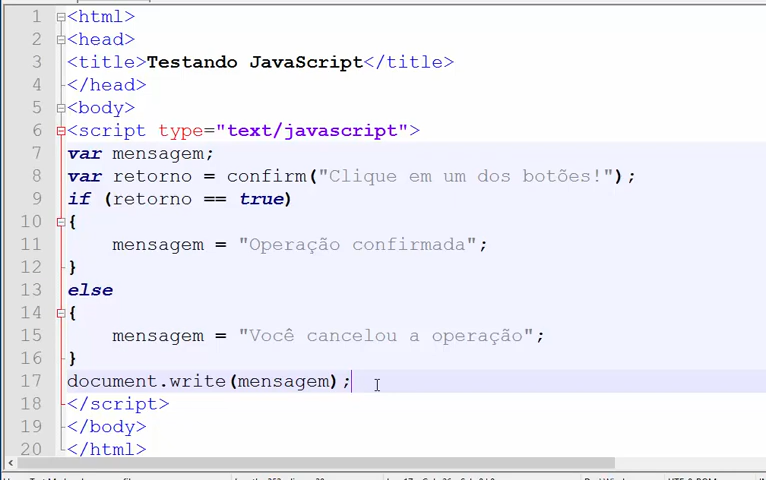 1 <html>
2 <head>
3 <title>Testando JavaScript</title>
4 </head>
5 <body>
6 <script type="text/javascript">
7 var mensagem;
8 var retorno = confirm("Clique em um dos botões!");
9 if (retorno == true)
10 {
11 mensagem = "Operação confirmada";
12 }
13 else
14 {
15 mensagem = "Você cancelou a operação";
16 }
17 document.write(mensagem);
18 </script>
19 </body>
20 </html>